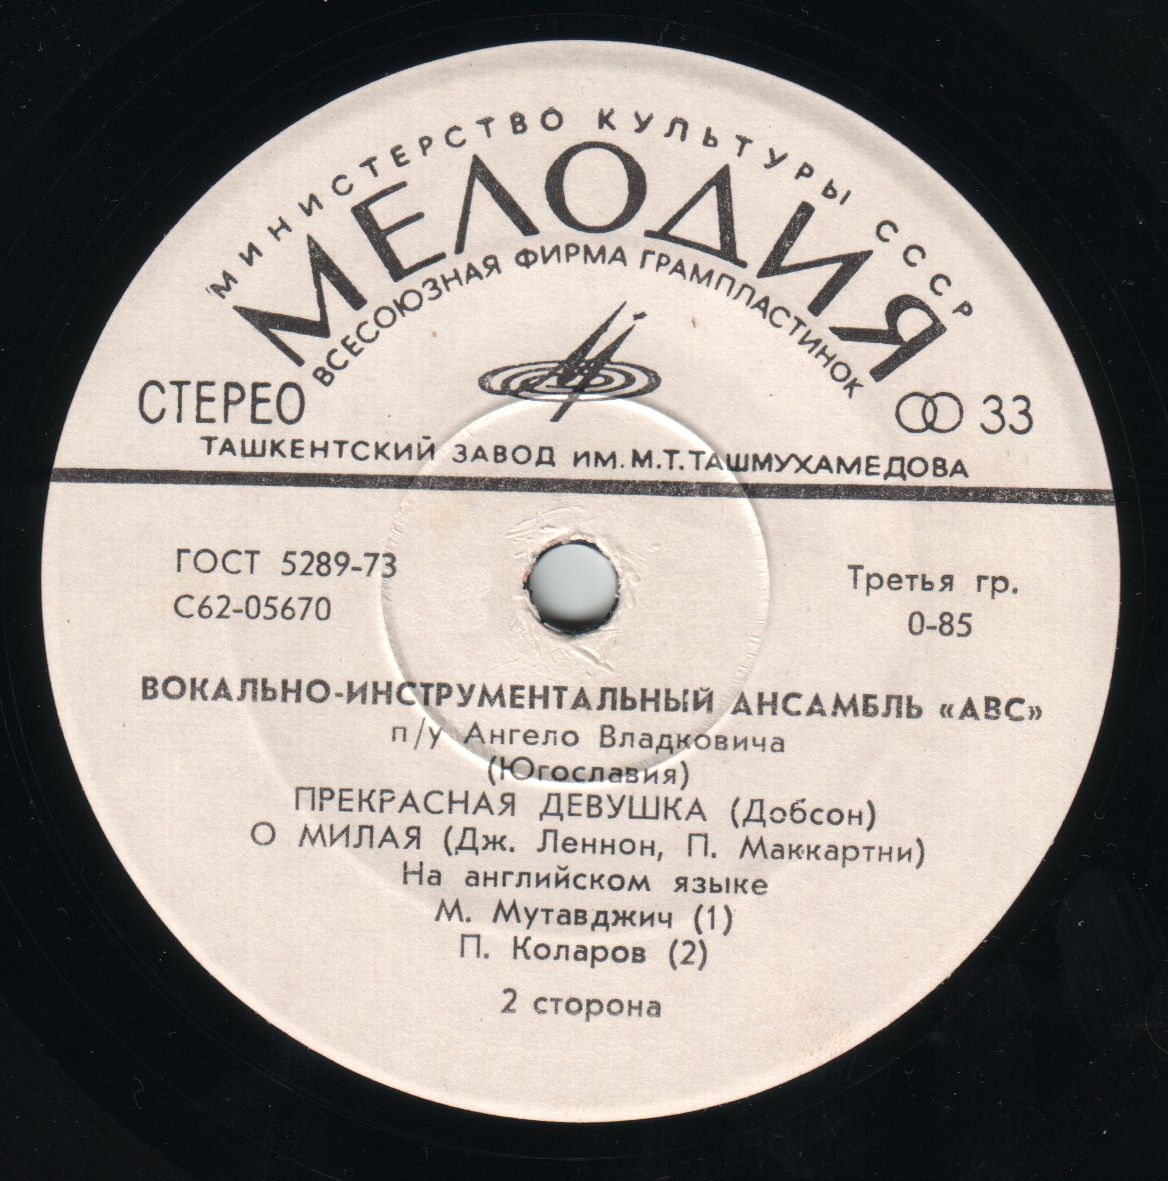 МИНИСТЕРСТВО КУЛЬТУРЫ СССР
МЕЛОДИЯ
ВСЕСОЮЗНАЯ ФИРМА ГРАМПЛАСТИНОК
СТЕРЕО
33
ТАШКЕНТСКИЙ ЗАВОД ИМ. М.Т. ТАШМУХАМЕДОВА
ГОСТ 5289-73
С62-05670
Третья гр.
0-85
ВОКАЛЬНО-ИНСТРУМЕНТАЛЬНЫЙ АНСАМБЛЬ «АВС»
п/у Ангело Владковича
(Югославия)
ПРЕКРАСНАЯ ДЕВУШКА (Добсон)
О МИЛАЯ (Дж. Леннон, П. Маккартни)
На английском языке
М. Мутавджич (1)
П. Коларов (2)
2 сторона